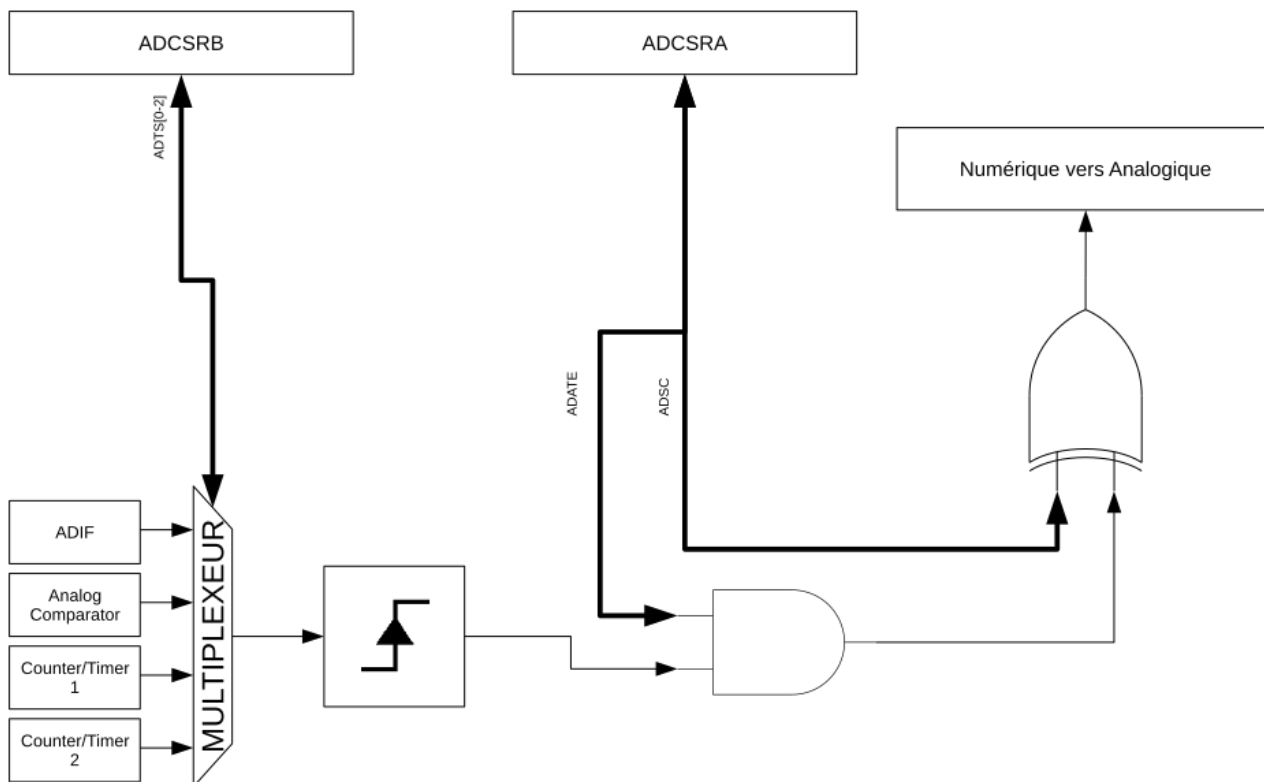 ADCSRB
ADCSRA
ADTS[0-2]
Numérique vers Analogique
ADATE
ADSC
ADIF
Analog
Comparator
Counter/Timer
1
Counter/Timer
2
MULTIPLEXEUR